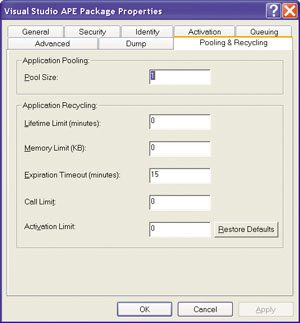 Visual Studio APE Package Properties
General Security Identify Activation Queuing
Advanced Dump Pooling & Recycling
Application Pooling:
Pool Size: 1
Application Recycling:
Lifetime Limit (minutes): 0
Memory Limit (KB): 0
Expiration Timeout (minutes): 15
Call Limit: 0
Activation Limit: 0 Restore Defaults
OK Cancel Apply